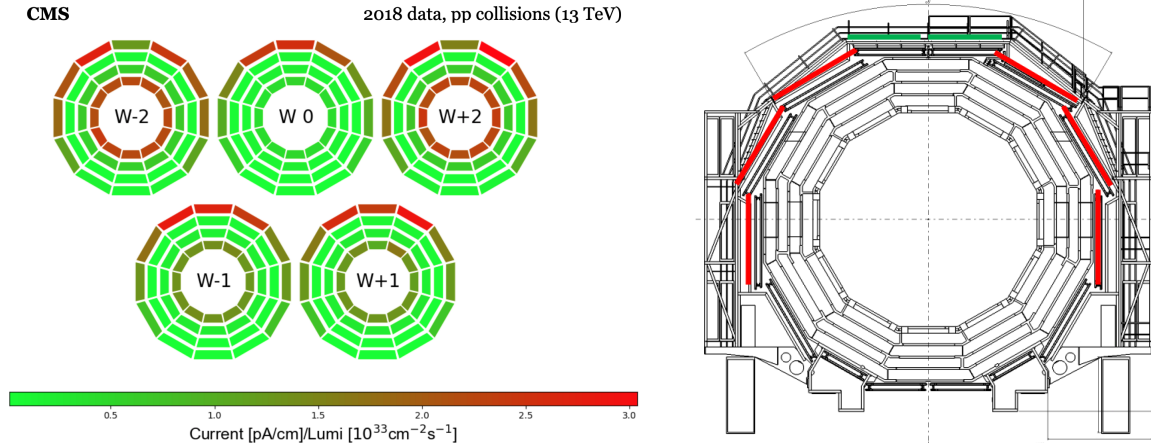 CMS
2018 data, pp collisions (13 TeV)
W-2
W 0
W+2
W-1
W+1
0.5
1.0
1.5
2.0
2.5
3.0
Current [pA/cm]/Lumi [10³³cm⁻²s⁻¹]